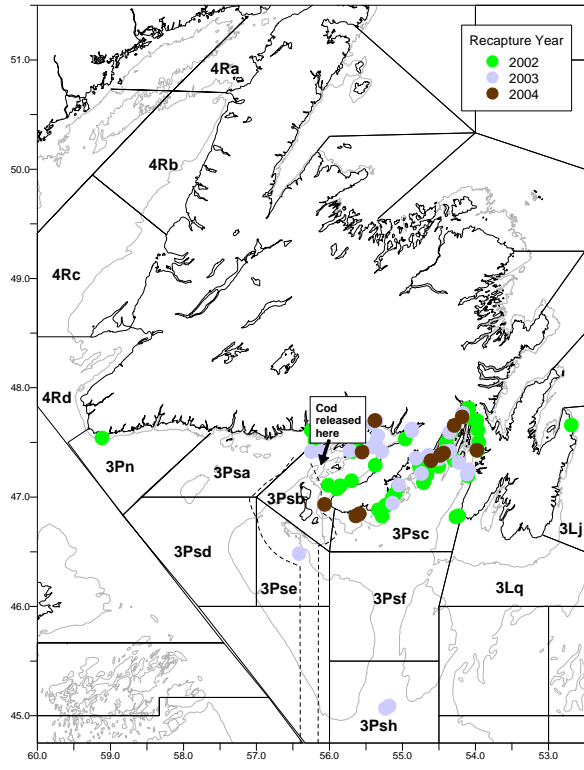 Recapture Year
2002
2003
2004
51.0
50.0
49.0
48.0
47.0
46.0
45.0
4Ra
4Rb
4Rc
4Rd
Cod
released
here
3Pn
3Psa
3Psb
3Psc
3Lj
3Psd
3Pse
3Psf
3Lq
3Psh
60.0
59.0
58.0
57.0
56.0
55.0
54.0
53.0